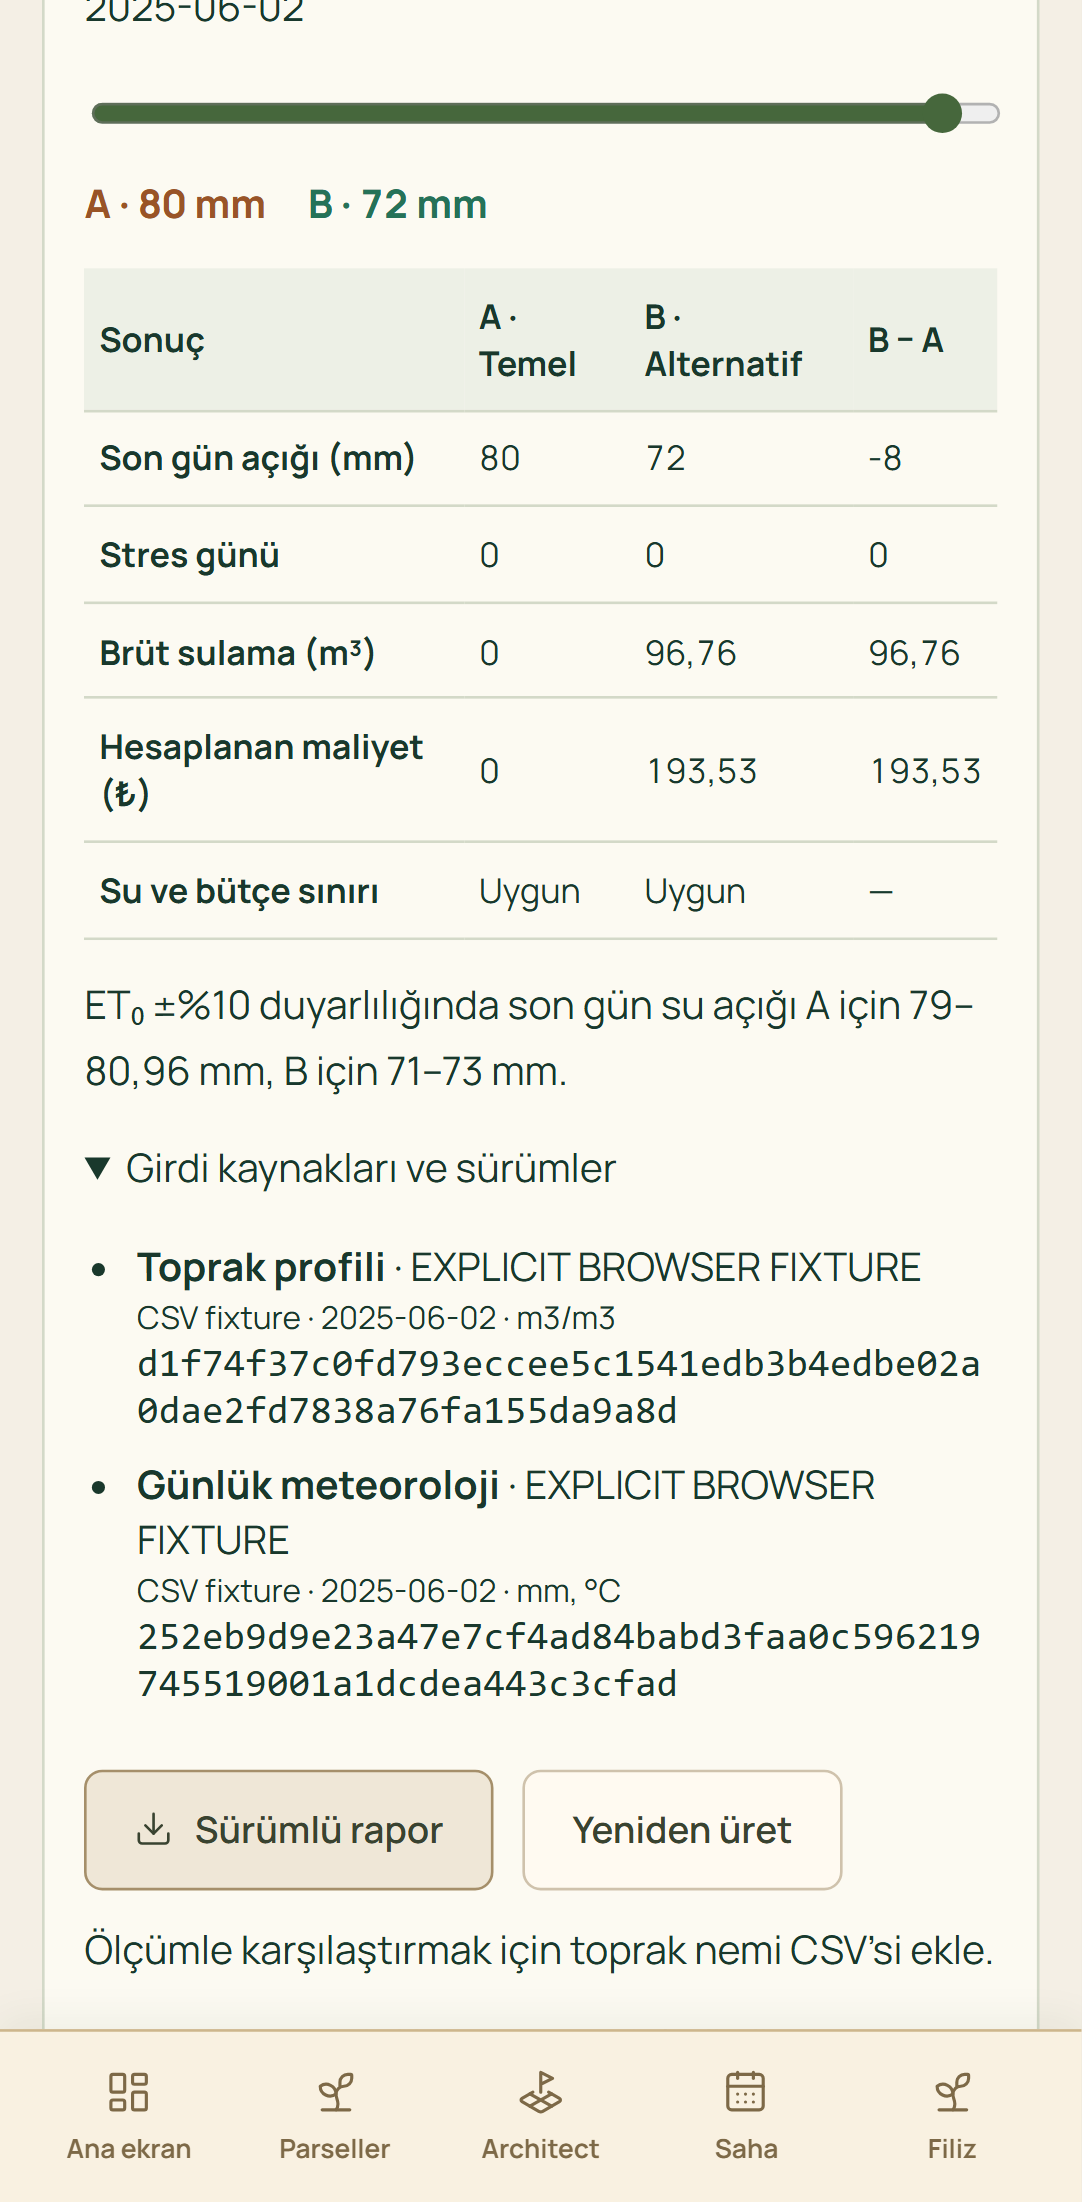 2025-06-02
A · 80 mm B · 72 mm
Sonuç A · Temel B · Alternatif B − A
Son gün açığı (mm) 80 72 -8
Stres günü 0 0 0
Brüt sulama (m³) 0 96,76 96,76
Hesaplanan maliyet (₺) 0 193,53 193,53
Su ve bütçe sınırı Uygun Uygun —
ET₀ ±%10 duyarlılığında son gün su açığı A için 79–
80,96 mm, B için 71–73 mm.
▼ Girdi kaynakları ve sürümler
• Toprak profili · EXPLICIT BROWSER FIXTURE
CSV fixture · 2025-06-02 · m3/m3
d1f74f37c0fd793eccee5c1541edb3b4edbe02a
0dae2fd7838a76fa155da9a8d
• Günlük meteoroloji · EXPLICIT BROWSER
FIXTURE
CSV fixture · 2025-06-02 · mm, °C
252eb9d9e23a47e7cf4ad84babd3faa0c596219
745519001a1dcdea443c3cfad
Sürümlü rapor Yeniden üret
Ölçümle karşılaştırmak için toprak nemi CSV’si ekle.
Ana ekran Parseller Architect Saha Filiz